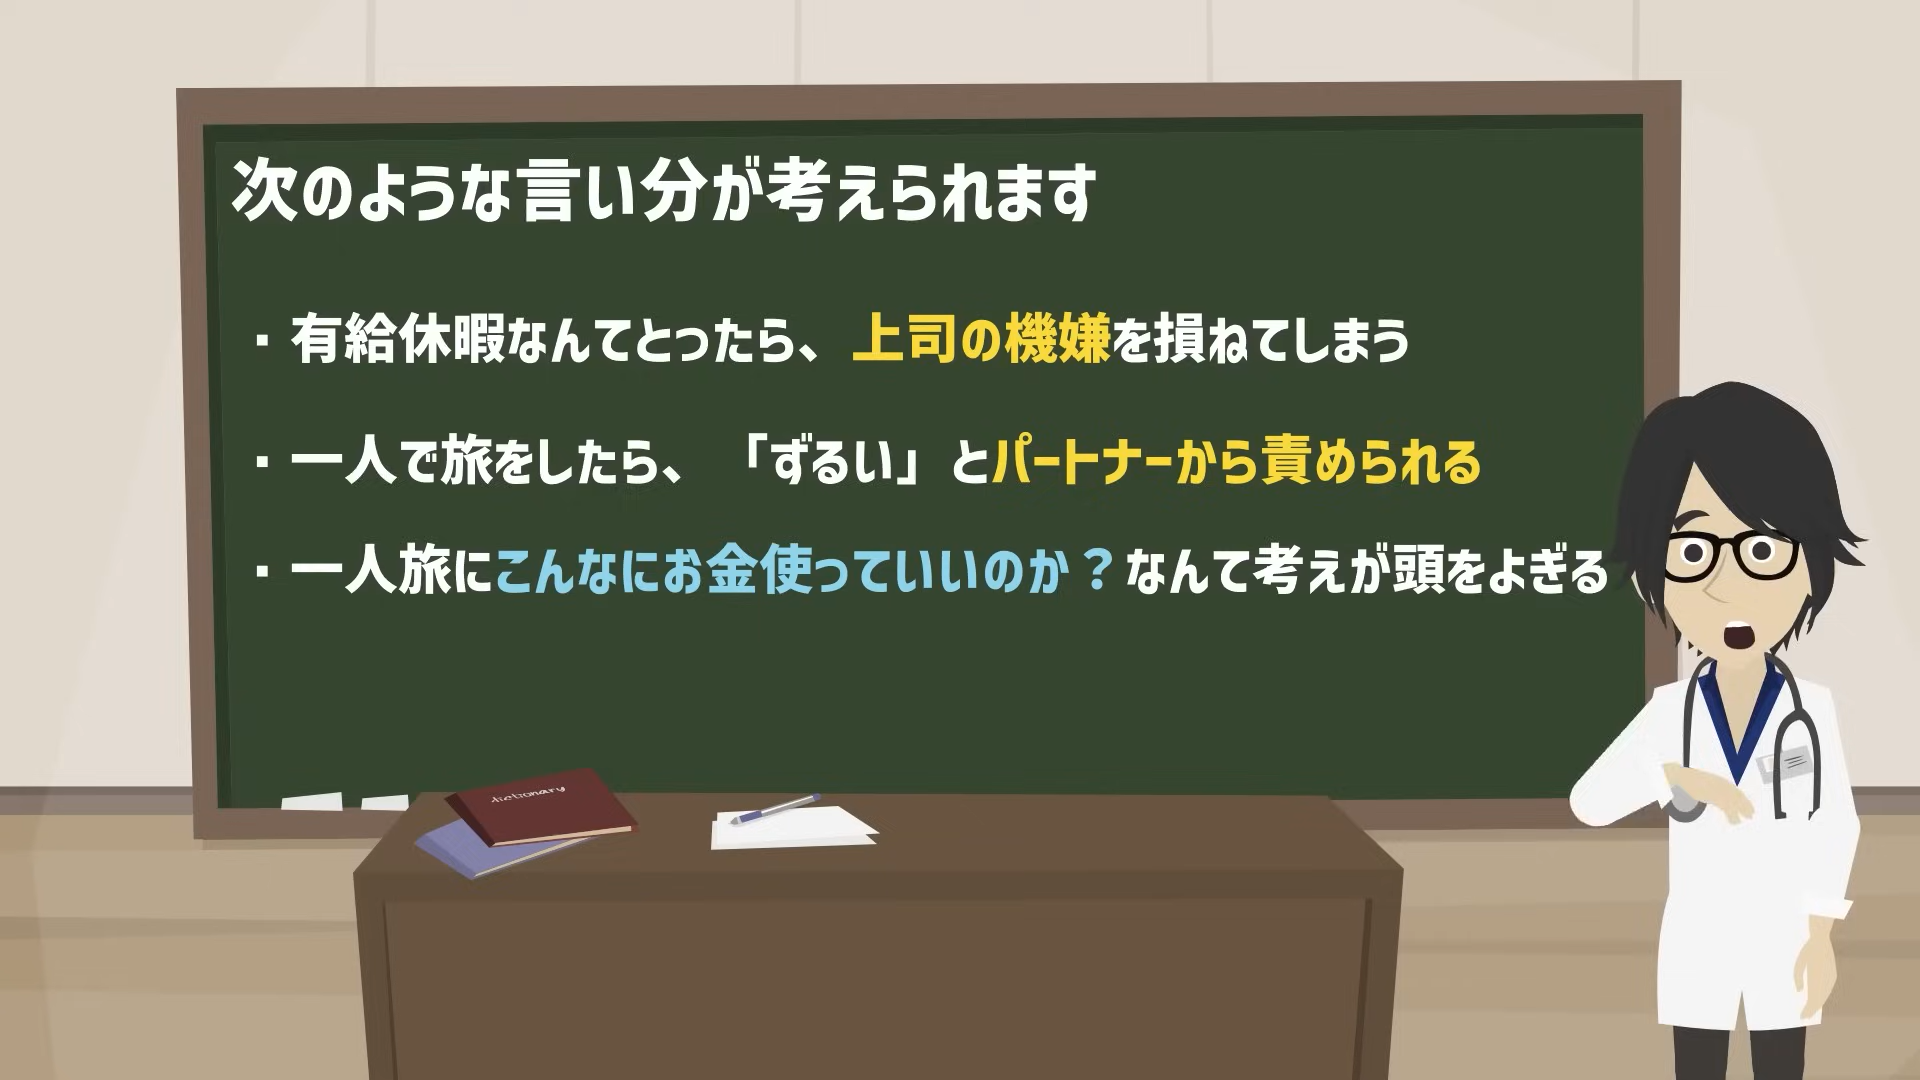 次のような言い分が考えられます
・有給休暇なんてとったら、上司の機嫌を損ねてしまう
・一人で旅をしたら、「ずるい」とパートナーから責められる
・一人旅にこんなにお金使っていいのか？なんて考えが頭をよぎる
dictionary